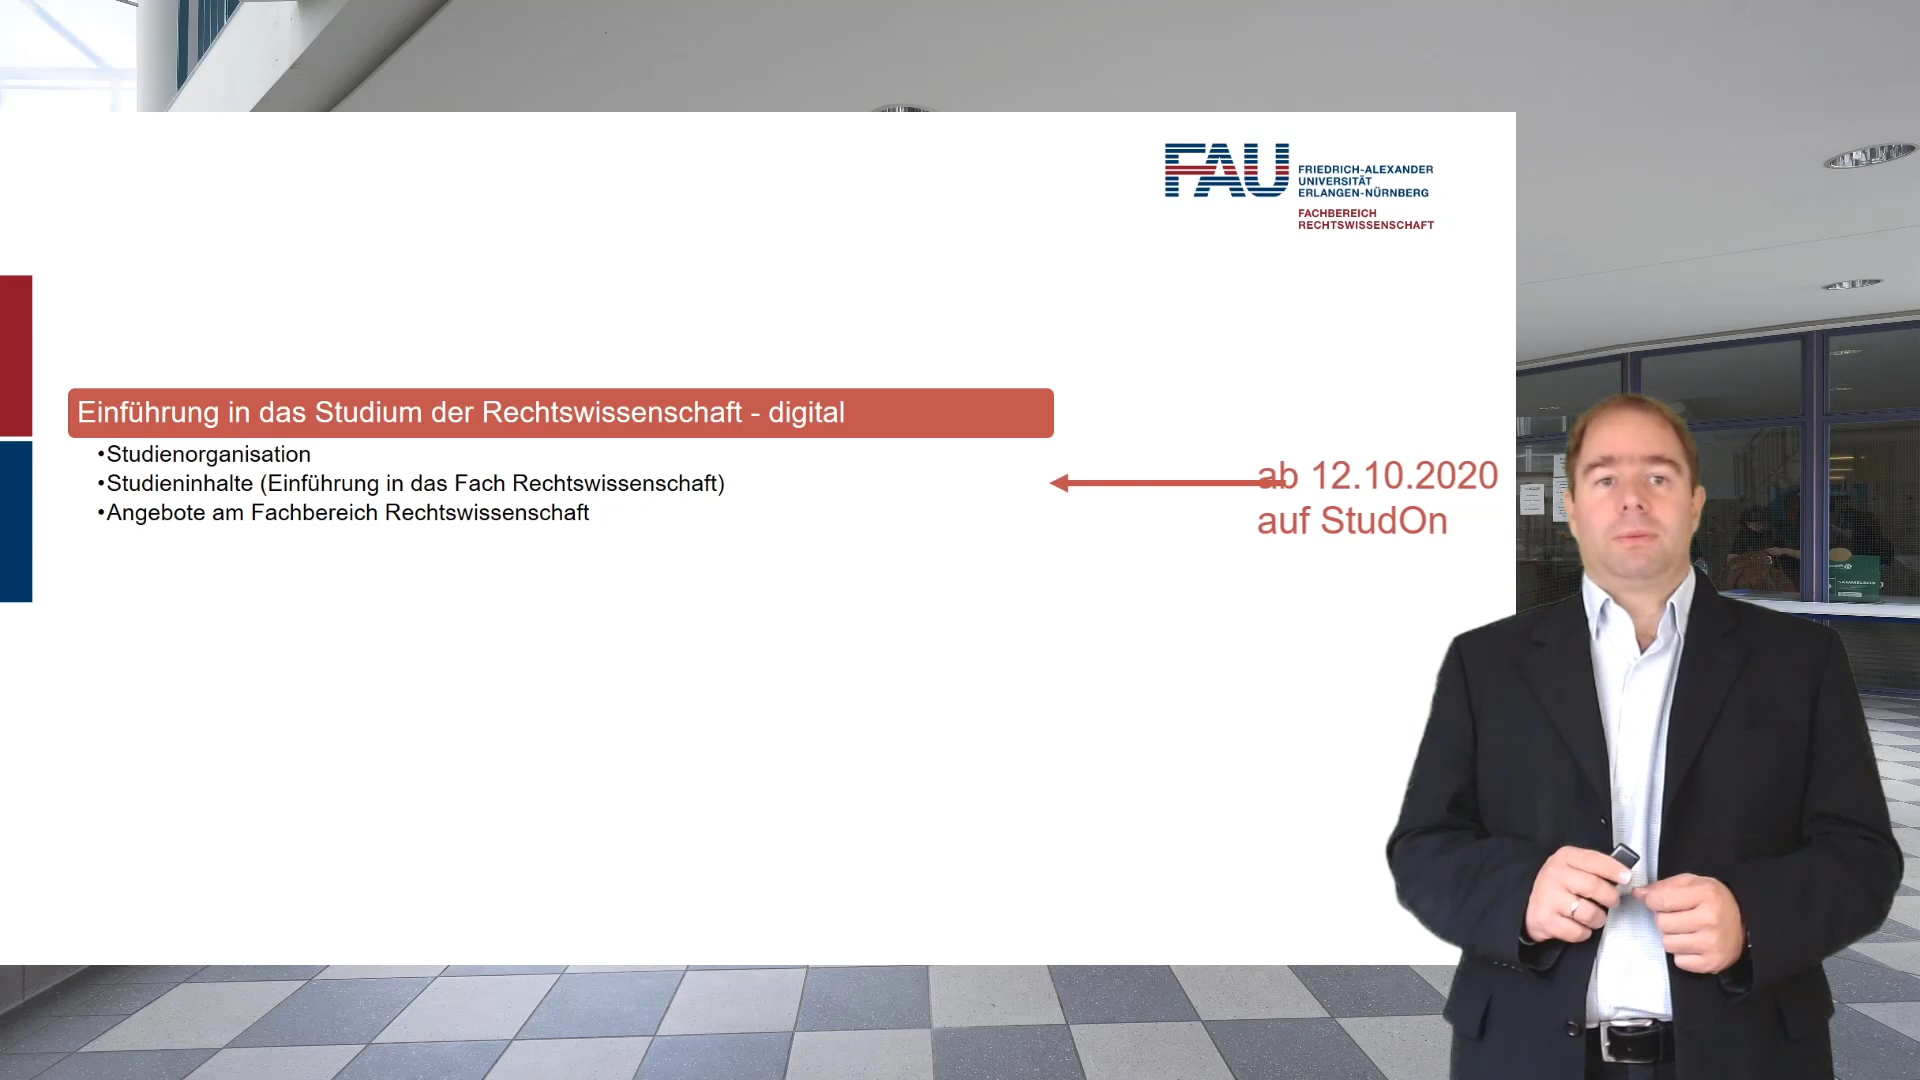 FAU
FRIEDRICH-ALEXANDER
UNIVERSITÄT
ERLANGEN-NÜRNBERG
FACHBEREICH
RECHTSWISSENSCHAFT
Einführung in das Studium der Rechtswissenschaft - digital
•Studienorganisation
•Studieninhalte (Einführung in das Fach Rechtswissenschaft)
•Angebote am Fachbereich Rechtswissenschaft
ab 12.10.2020
auf StudOn